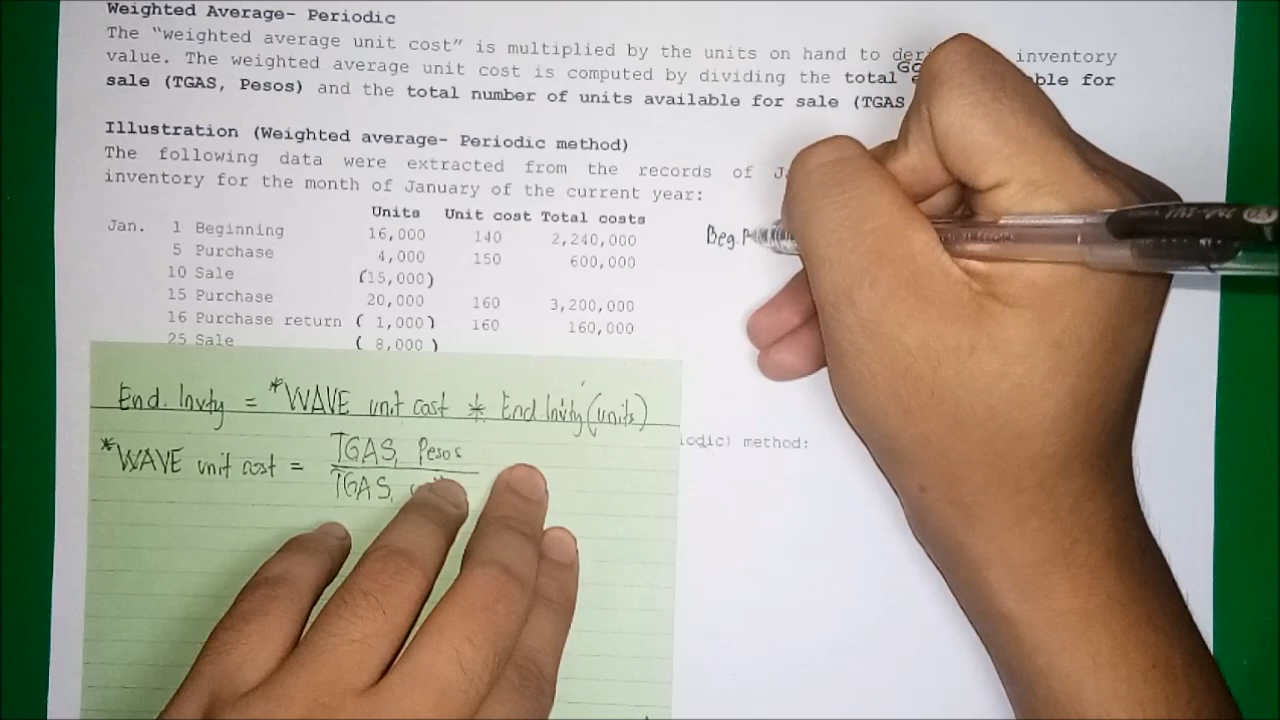 Weighted Average- Periodic
The “weighted average unit cost” is multiplied by the units on hand to inventory
value. The weighted average unit cost is computed by dividing the total for
sale (TGAS, Pesos) and the total number of units available for sale (TGAS
Illustration (Weighted average- Periodic method)
The following data were extracted from the records of
inventory for the month of January of the current year:
Units Unit cost Total costs
Jan. 1 Beginning 16,000 140 2,240,000
Beg.
5 Purchase 4,000 150 600,000
10 Sale (15,000)
15 Purchase 20,000 160 3,200,000
16 Purchase return ( 1,000) 160 160,000
25 Sale ( 8,000 )
End. Invty = *WAVE unit cost * End. Invty (units)
method:
*WAVE unit cost = TGAS, Pesos
TGAS,